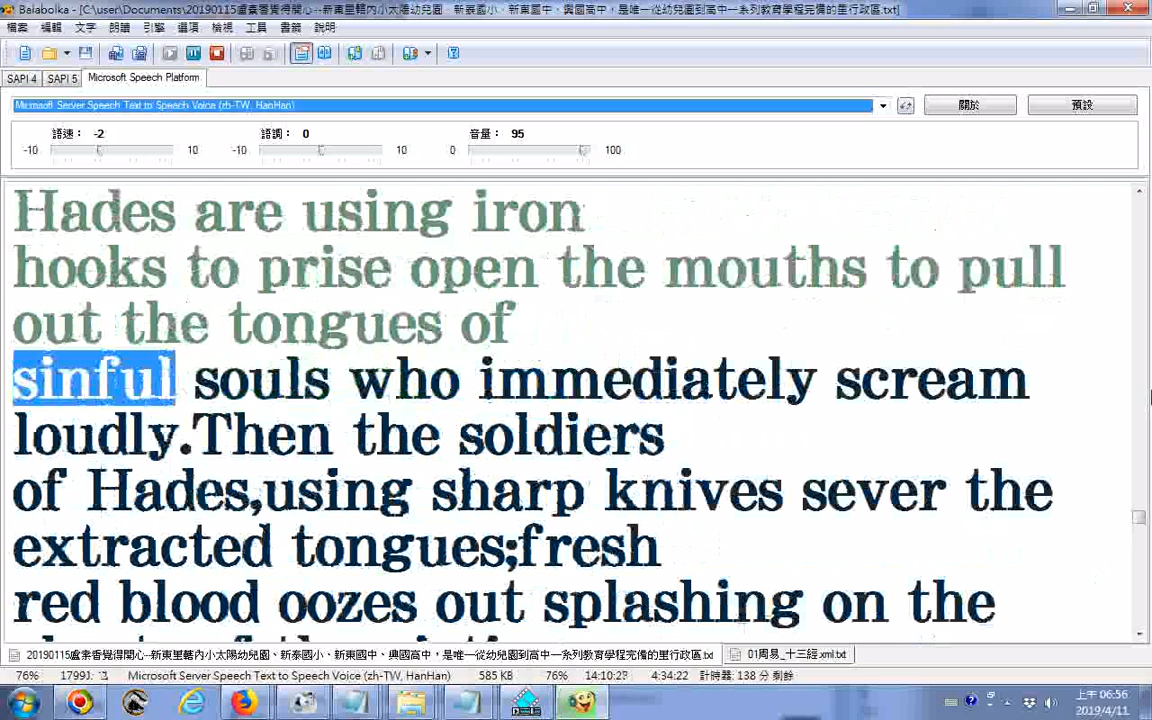 Balabolka - [C:\user\Documents\20190115盧素香覺得開心--新東里轄內小太陽幼兒園、新泰國小、新東國中、興國高中，是唯一從幼兒園到高中一系列教育學程完備的里行政區.txt]
檔案 編輯 文字 朗讀 引擎 選項 檢視 工具 書籤 說明
SAPI 4 SAPI 5 Microsoft Speech Platform
Microsoft Server Speech Text to Speech Voice (zh-TW, HanHan) 關於 預設
語速： -2 語調： 0 音量： 95
-10 10 -10 10 0 100
Hades are using iron
hooks to prise open the mouths to pull
out the tongues of
sinful souls who immediately scream
loudly.Then the soldiers
of Hades,using sharp knives sever the
extracted tongues;fresh
red blood oozes out splashing on the
20190115盧素香覺得開心--新東里轄內小太陽幼兒園、新泰國小、新東國中、興國高中，是唯一從幼兒園到高中一系列教育學程完備的里行政區.txt 01周易_十三經.xml.txt
76% Microsoft Server Speech Text to Speech Voice (zh-TW, HanHan) 585 KB 76% 4:34:22 計時器：138 分 剩餘
上午 06:56
2019/4/11